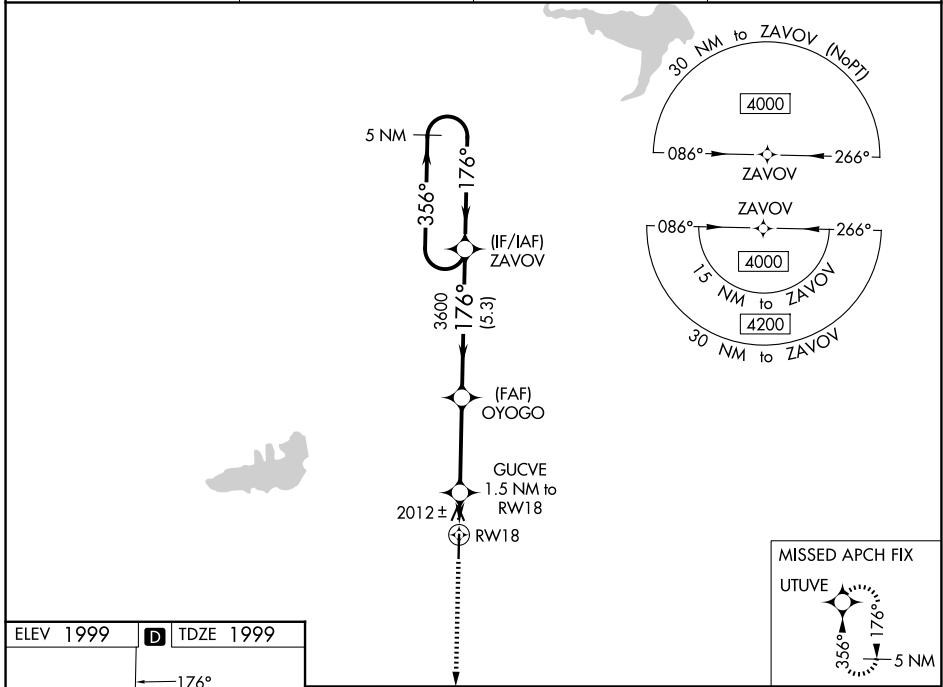 30 NM to ZAVOV (NoPT)
4000
086°
266°
ZAVOV
5 NM
356°
176°
(IF/IAF)
ZAVOV
3600
176°
(5.3)
ZAVOV
086°
266°
4000
15 NM to ZAVOV
4200
30 NM to ZAVOV
(FAF)
OYOGO
GUCVE
1.5 NM to
RW18
2012 ±
RW18
MISSED APCH FIX
UTUVE
356°
176°
5 NM
ELEV 1999 D TDZE 1999
176°